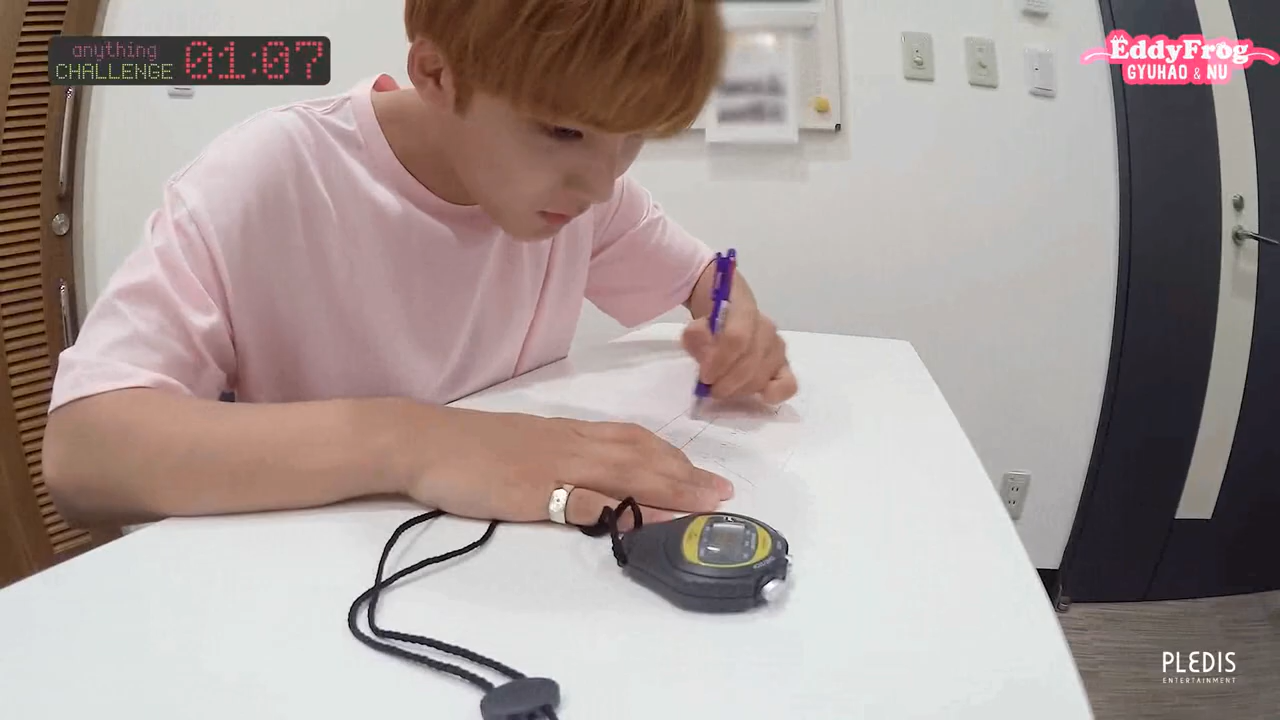 anything
CHALLENGE 01:07
EddyFrog
GYUHAO & NU
PLEDIS
ENTERTAINMENT